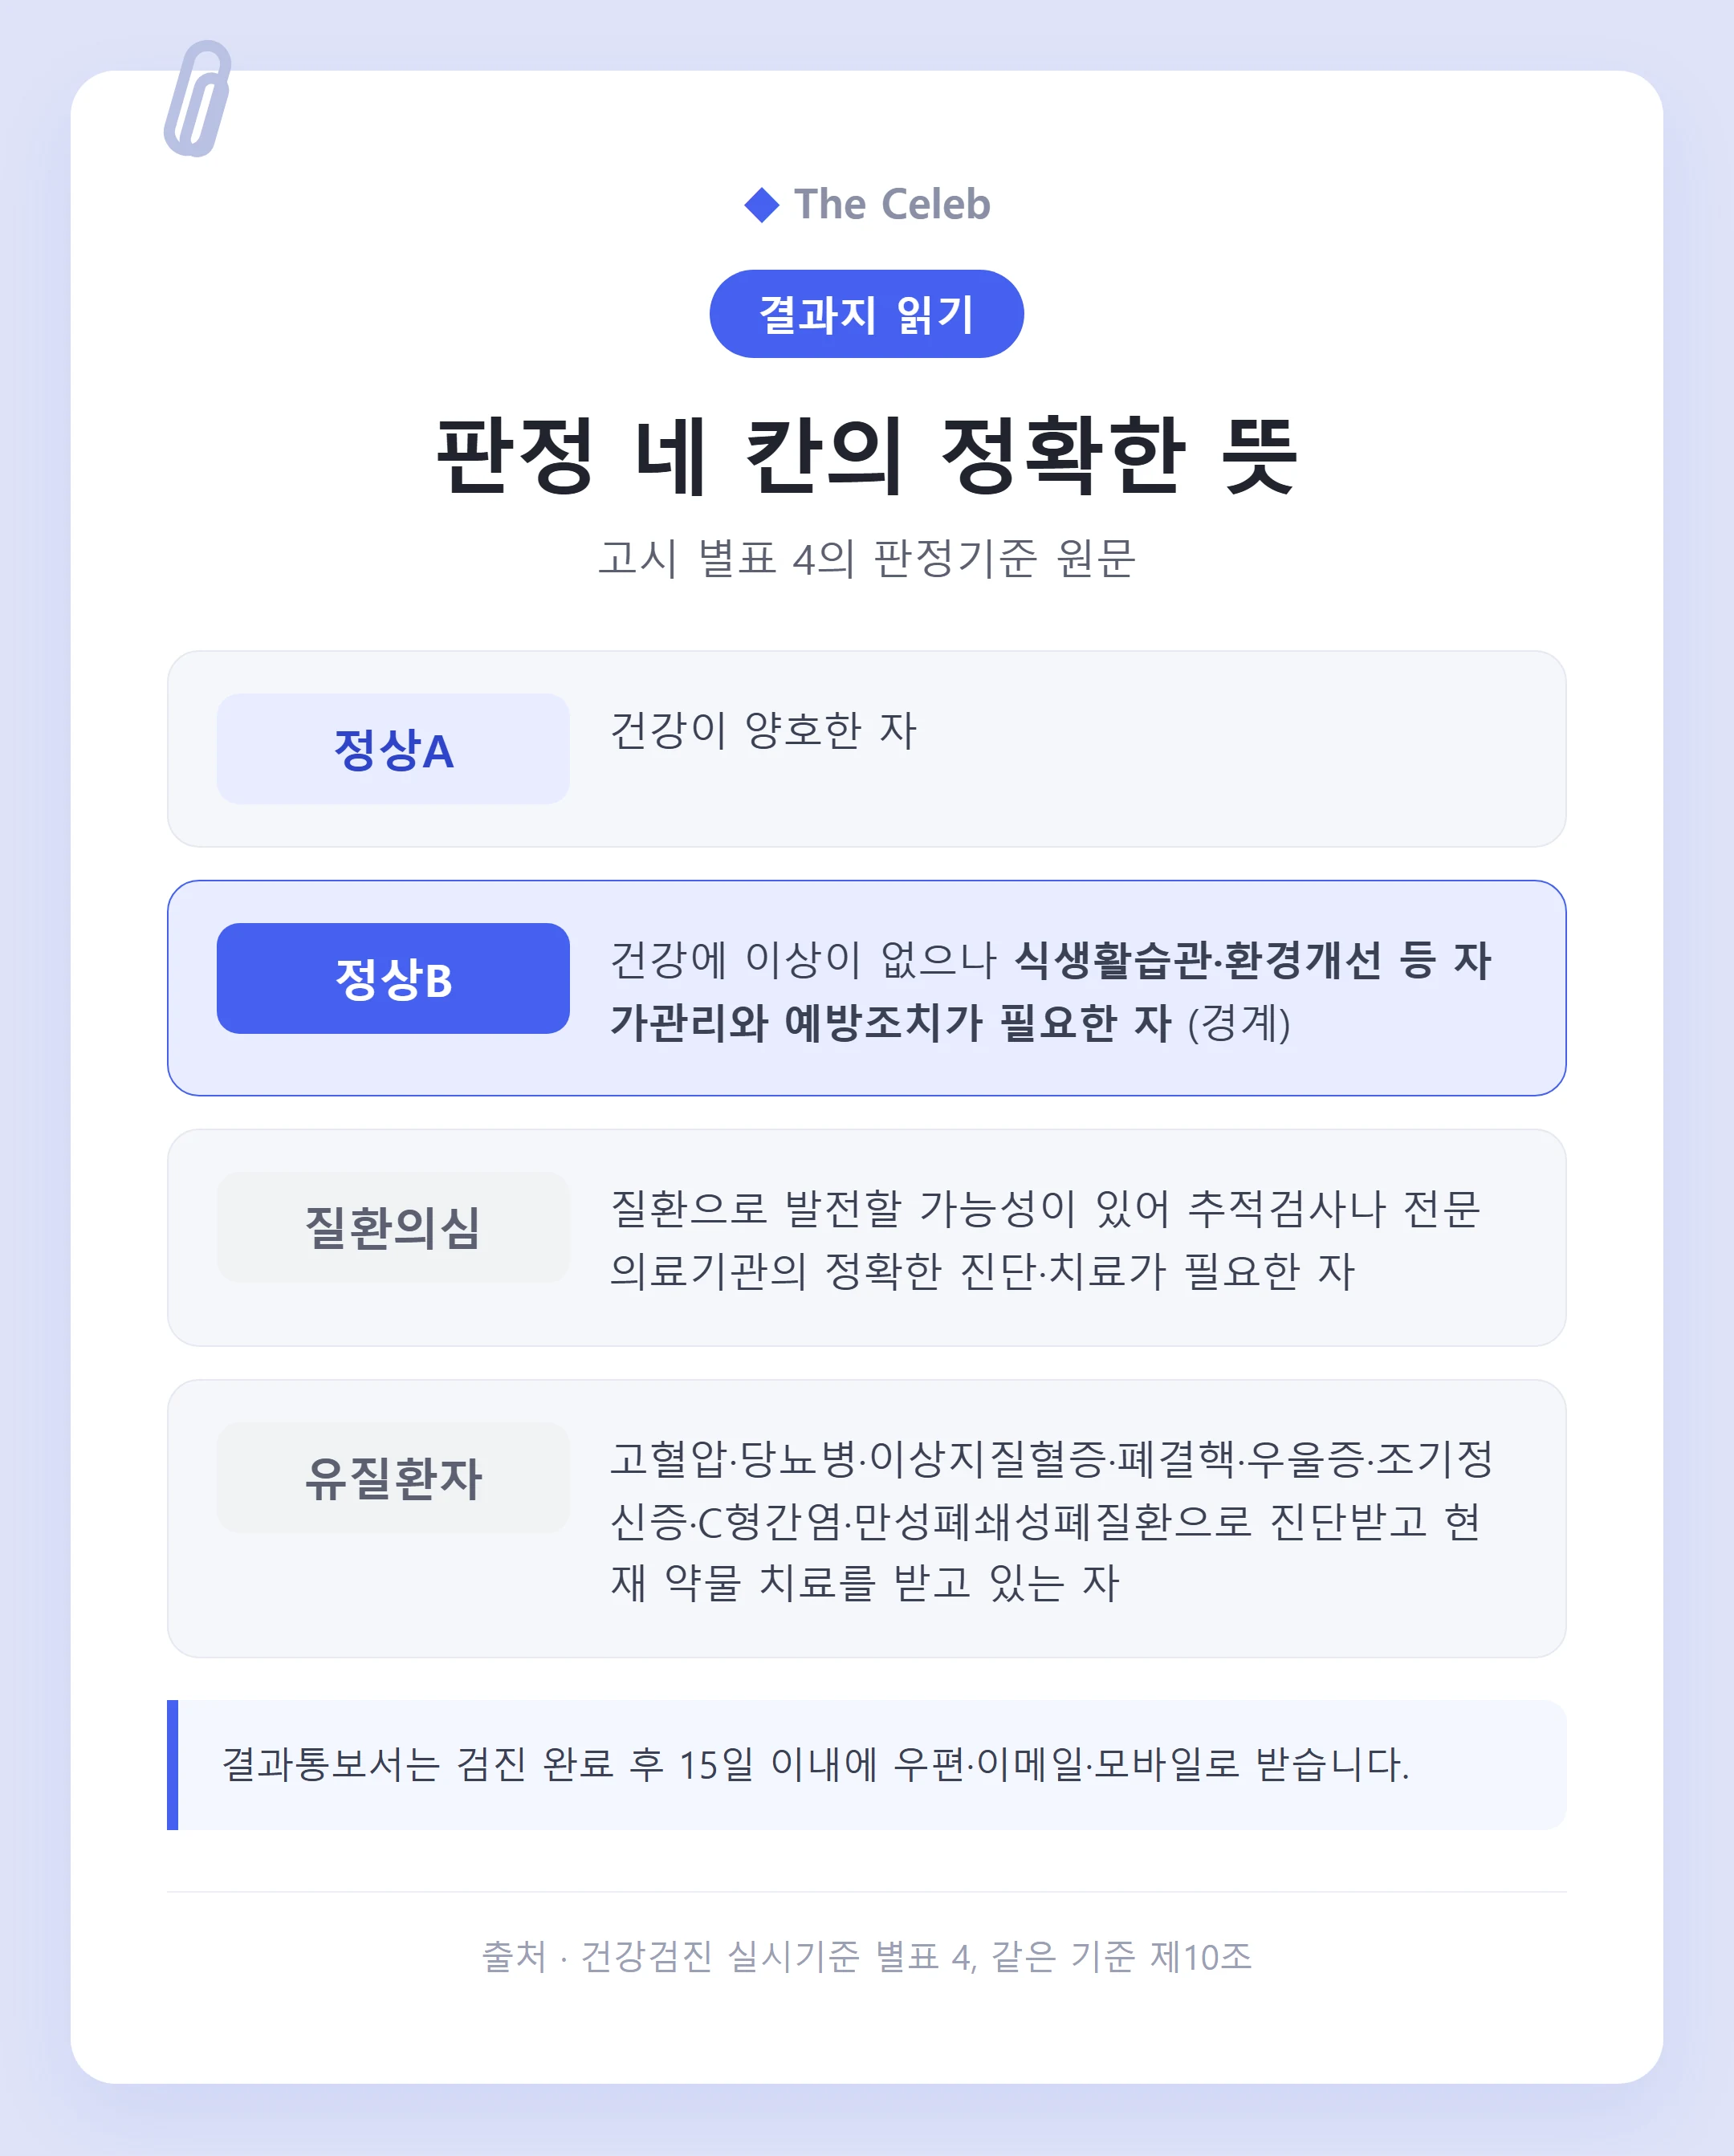 The Celeb
결과지 읽기
판정 네 칸의 정확한 뜻
고시 별표 4의 판정기준 원문
정상A
건강이 양호한 자
정상B
건강에 이상이 없으나 식생활습관·환경개선 등 자
가관리와 예방조치가 필요한 자 (경계)
질환의심
질환으로 발전할 가능성이 있어 추적검사나 전문
의료기관의 정확한 진단·치료가 필요한 자
유질환자
고혈압·당뇨병·이상지질혈증·폐결핵·우울증·조기정
신증·C형간염·만성폐쇄성폐질환으로 진단받고 현
재 약물 치료를 받고 있는 자
결과통보서는 검진 완료 후 15일 이내에 우편·이메일·모바일로 받습니다.
출처 · 건강검진 실시기준 별표 4, 같은 기준 제10조